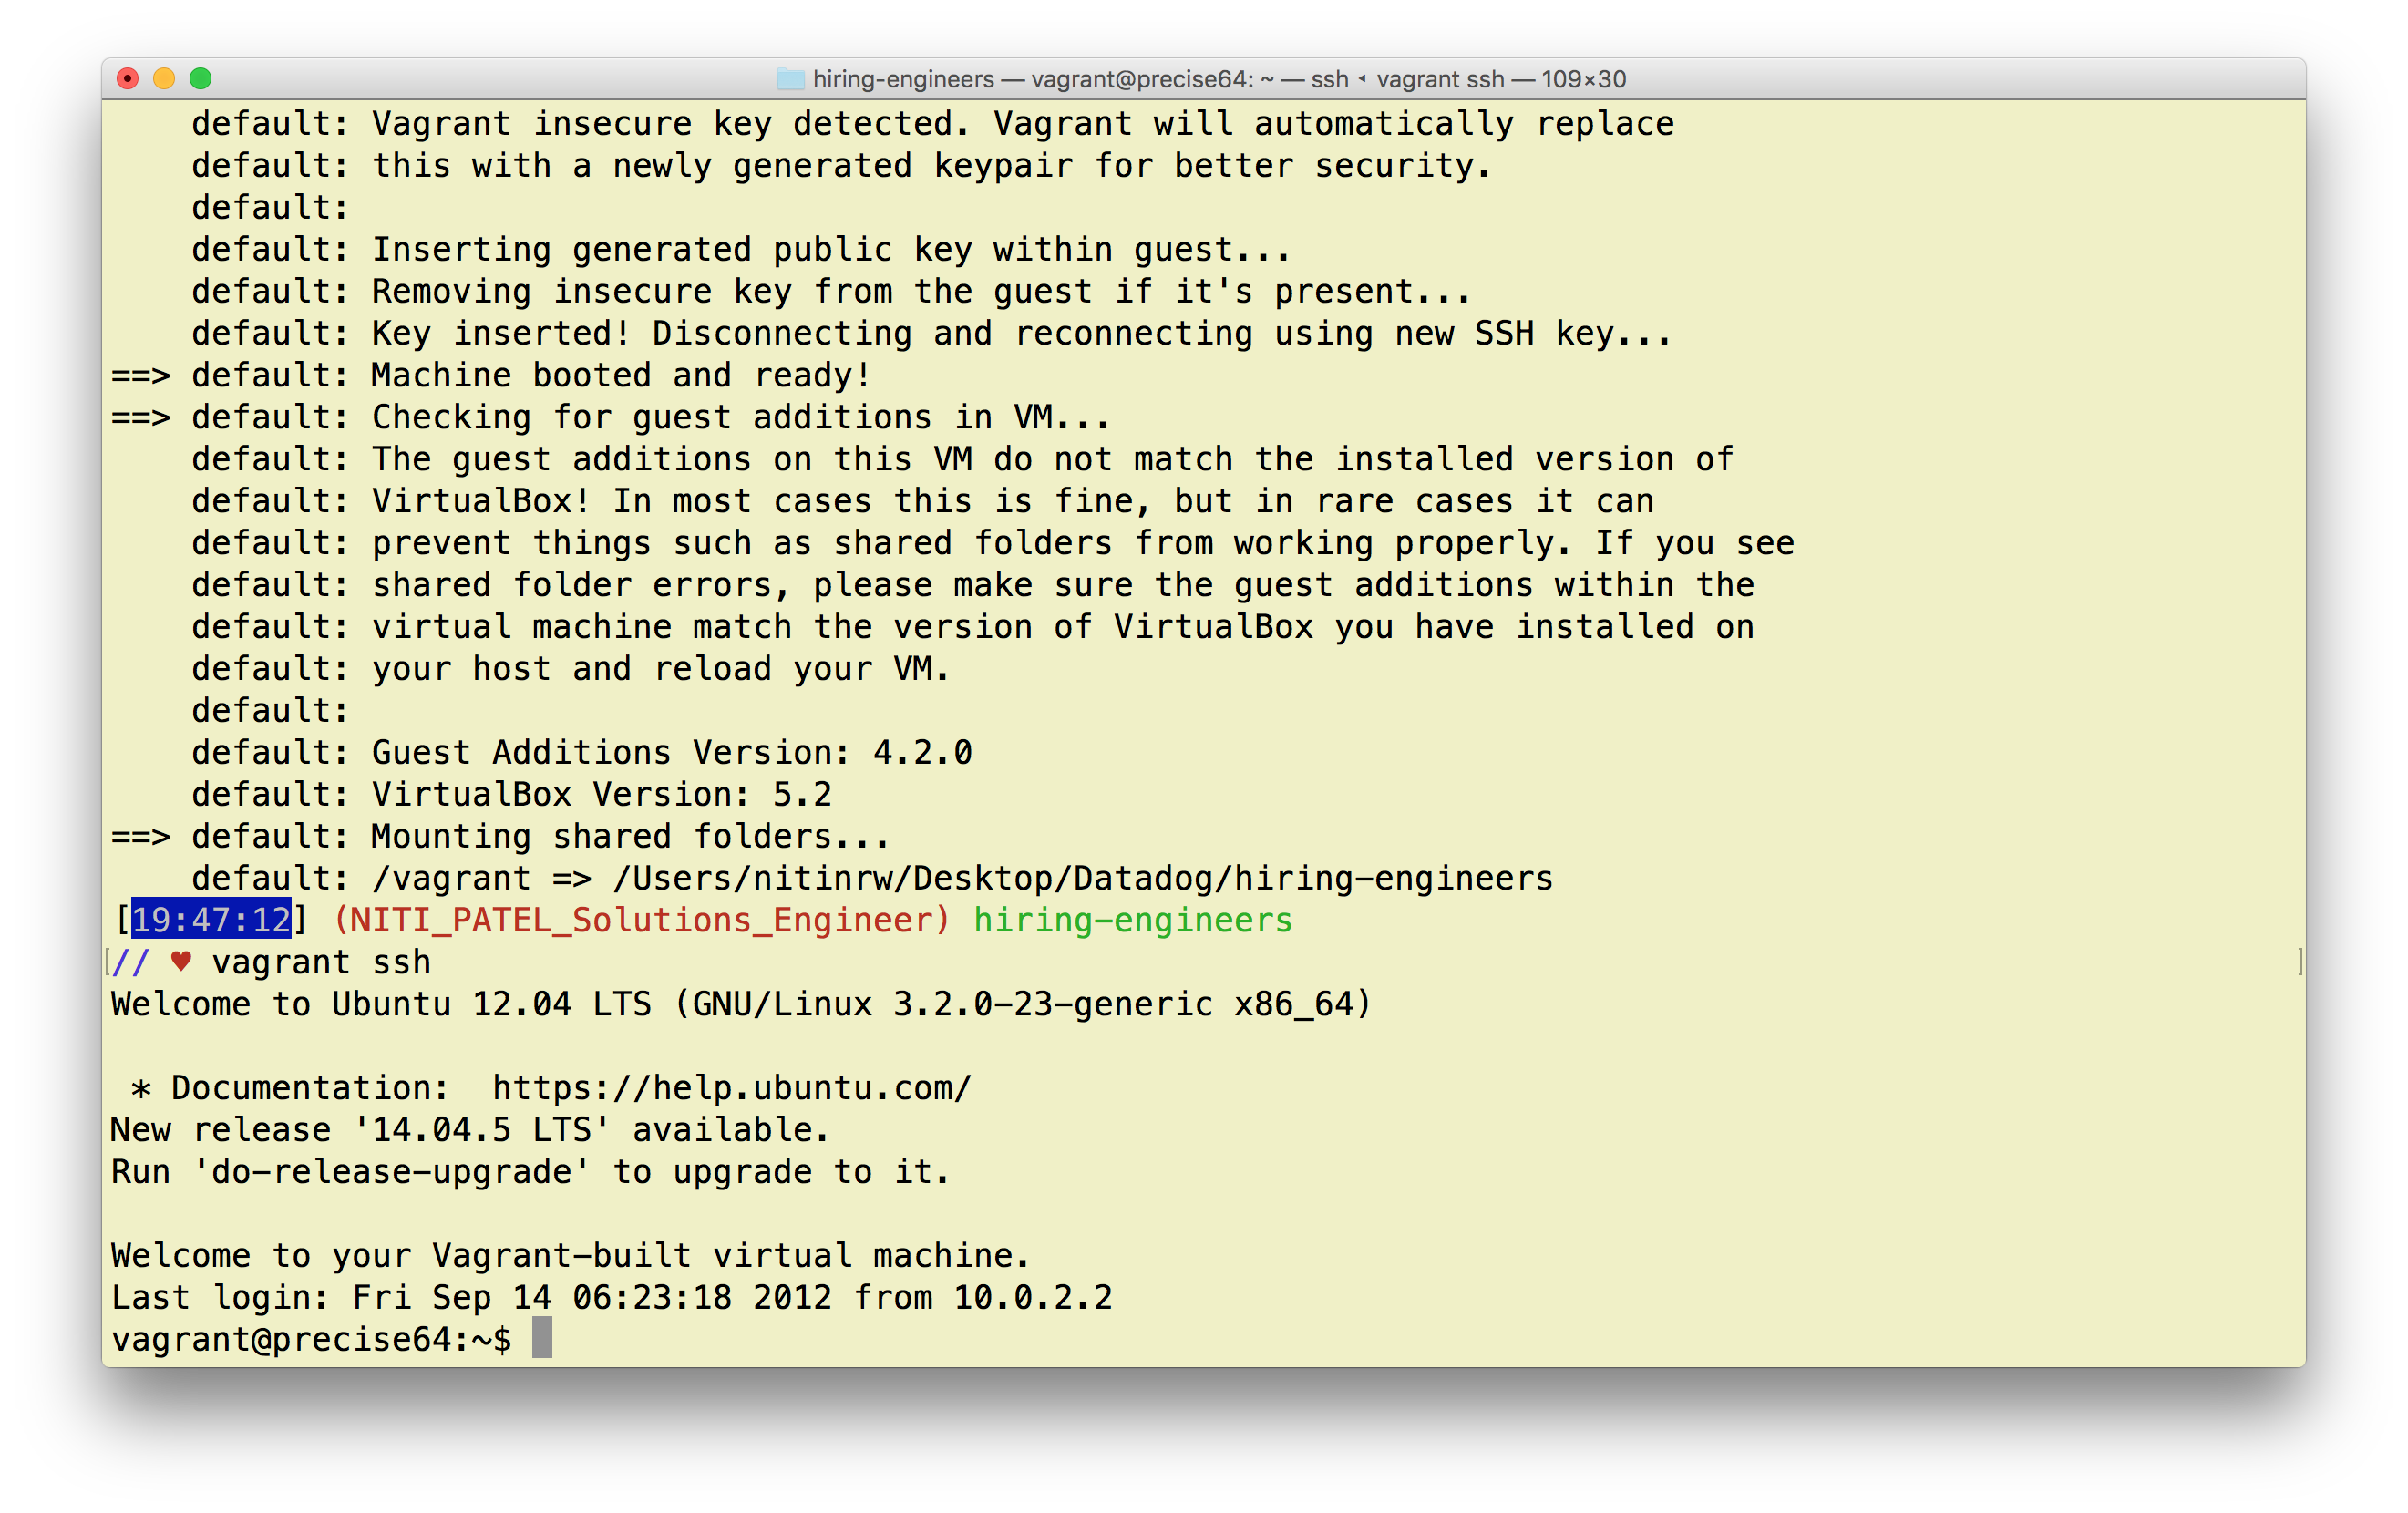 hiring-engineers — vagrant@precise64: ~ — ssh ◂ vagrant ssh — 109×30
default: Vagrant insecure key detected. Vagrant will automatically replace
default: this with a newly generated keypair for better security.
default:
default: Inserting generated public key within guest...
default: Removing insecure key from the guest if it's present...
default: Key inserted! Disconnecting and reconnecting using new SSH key...
==> default: Machine booted and ready!
==> default: Checking for guest additions in VM...
default: The guest additions on this VM do not match the installed version of
default: VirtualBox! In most cases this is fine, but in rare cases it can
default: prevent things such as shared folders from working properly. If you see
default: shared folder errors, please make sure the guest additions within the
default: virtual machine match the version of VirtualBox you have installed on
default: your host and reload your VM.
default:
default: Guest Additions Version: 4.2.0
default: VirtualBox Version: 5.2
==> default: Mounting shared folders...
default: /vagrant => /Users/nitinrw/Desktop/Datadog/hiring-engineers
[19:47:12] (NITI_PATEL_Solutions_Engineer) hiring-engineers
[// ♥ vagrant ssh ]
Welcome to Ubuntu 12.04 LTS (GNU/Linux 3.2.0-23-generic x86_64)
* Documentation:  https://help.ubuntu.com/
New release '14.04.5 LTS' available.
Run 'do-release-upgrade' to upgrade to it.
Welcome to your Vagrant-built virtual machine.
Last login: Fri Sep 14 06:23:18 2012 from 10.0.2.2
vagrant@precise64:~$